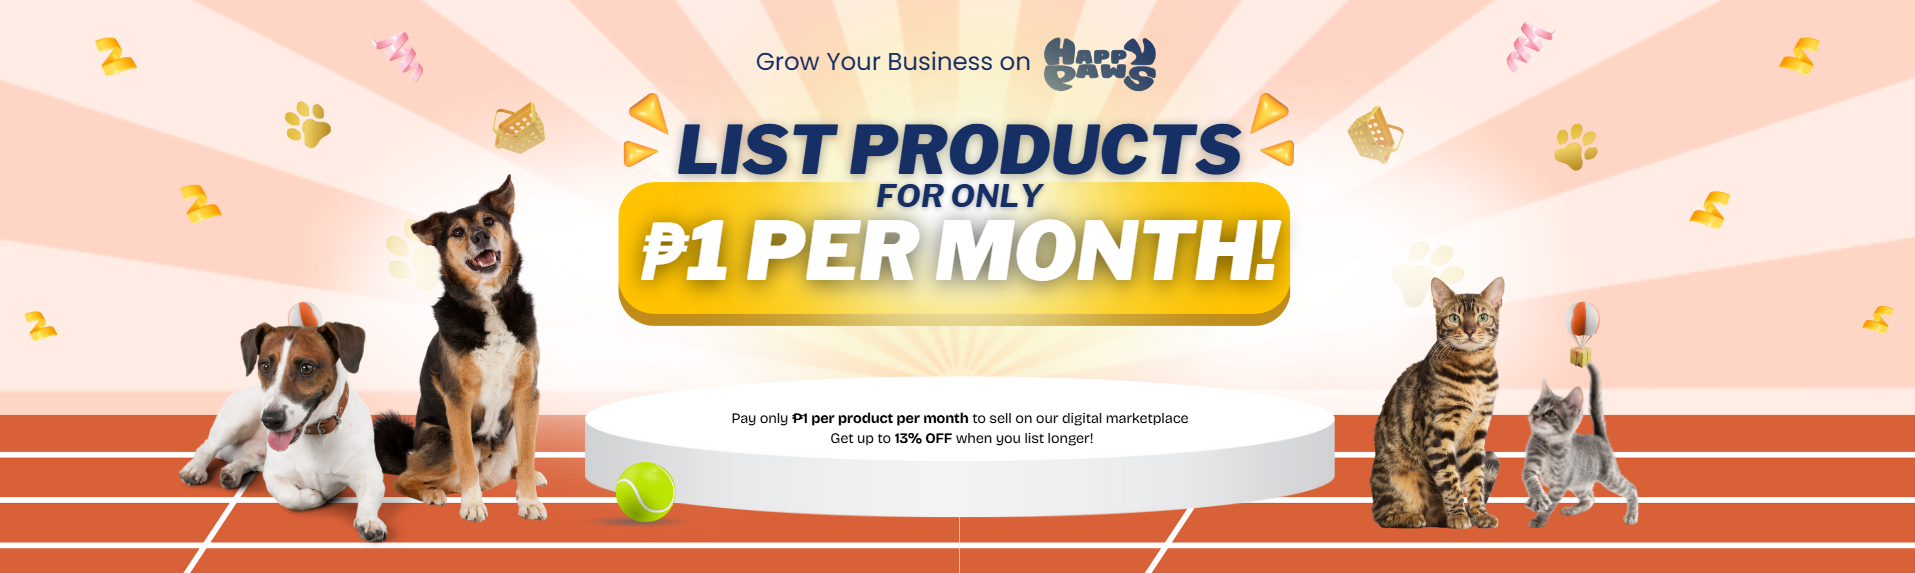 Grow Your Business on HAPPY PAWS
LIST PRODUCTS
FOR ONLY
₱1 PER MONTH!
Pay only ₱1 per product per month to sell on our digital marketplace
Get up to 13% OFF when you list longer!